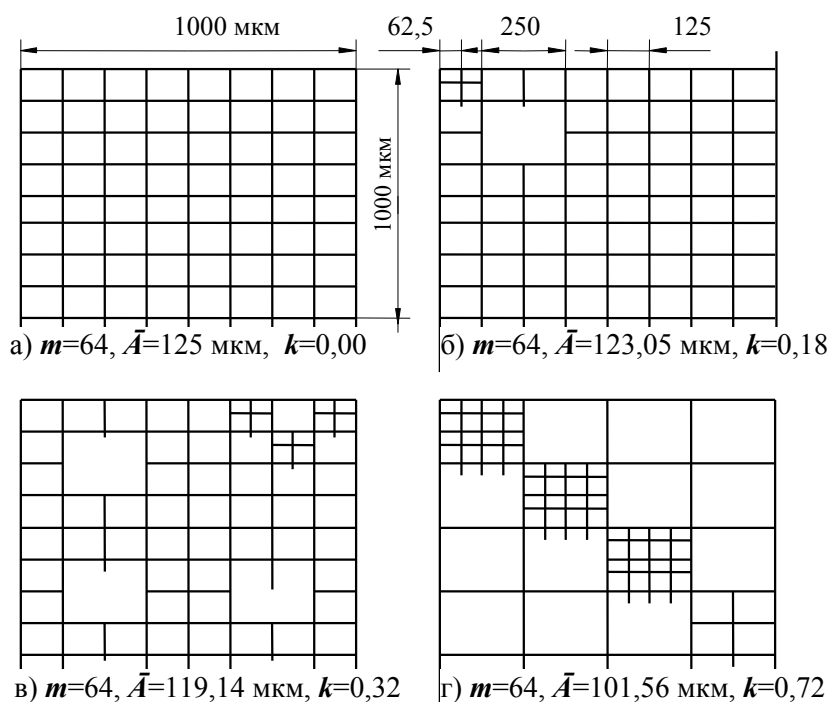 1000 мкм
62,5
250
125
1000 мкм
а) m=64, Ā=125 мкм, k=0,00
б) m=64, Ā=123,05 мкм, k=0,18
в) m=64, Ā=119,14 мкм, k=0,32
г) m=64, Ā=101,56 мкм, k=0,72